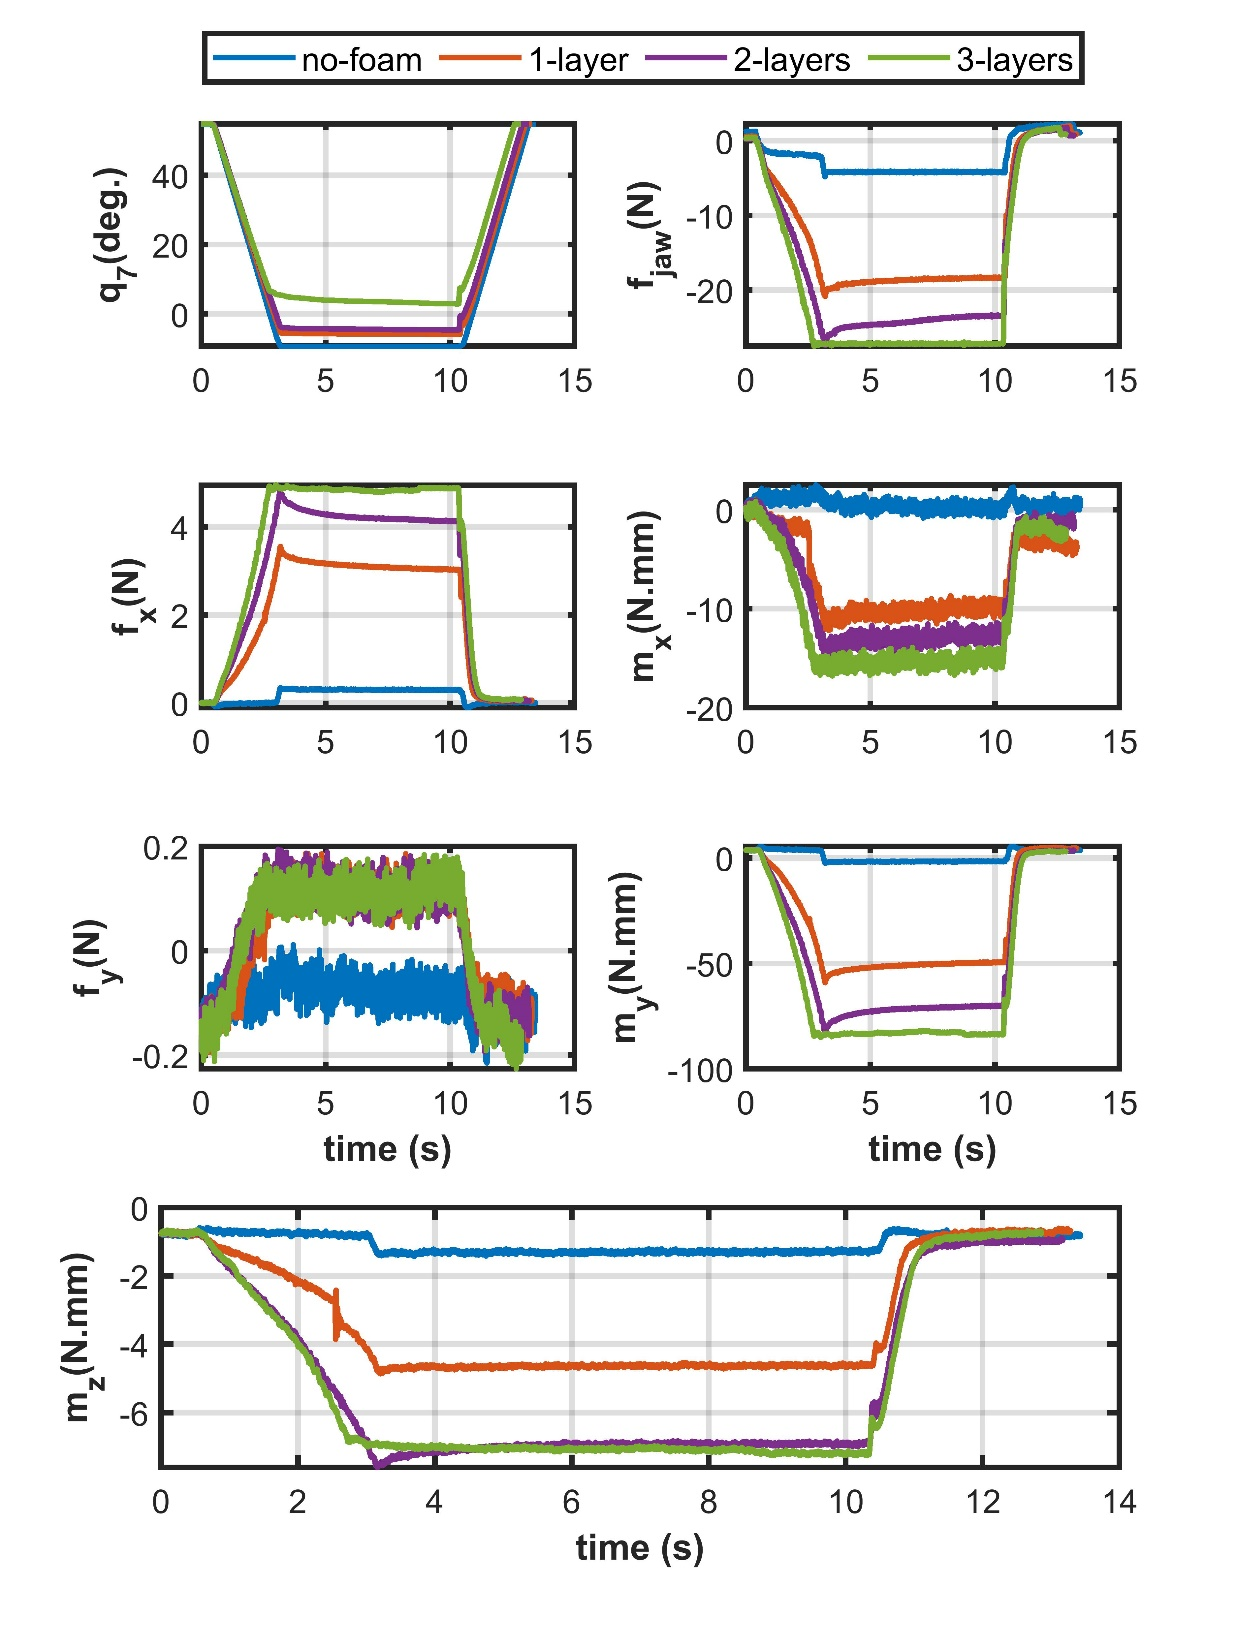 no-foam 1-layer 2-layers 3-layers
q7(deg.)
40
20
0
0 5 10 15
fjaw(N)
0
-10
-20
0 5 10 15
fx(N)
4
2
0
0 5 10 15
mx(N.mm)
0
-10
-20
0 5 10 15
fy(N)
0.2
0
-0.2
0 5 10 15
time (s)
my(N.mm)
0
-50
-100
0 5 10 15
time (s)
mz(N.mm)
0
-2
-4
-6
0 2 4 6 8 10 12 14
time (s)